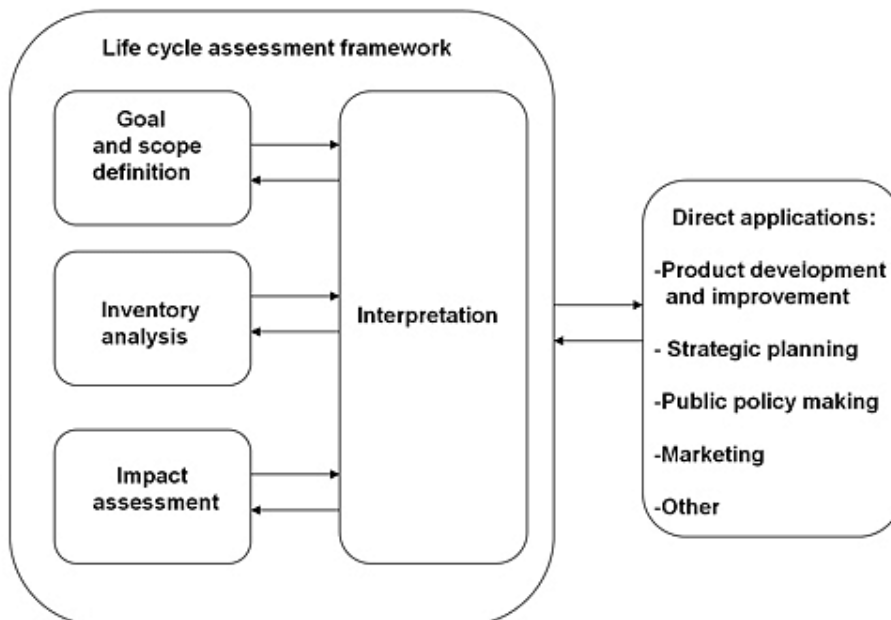 Life cycle assessment framework
Goal
and scope
definition
Inventory
analysis
Impact
assessment
Interpretation
Direct applications:
-Product development
and improvement
- Strategic planning
-Public policy making
-Marketing
-Other